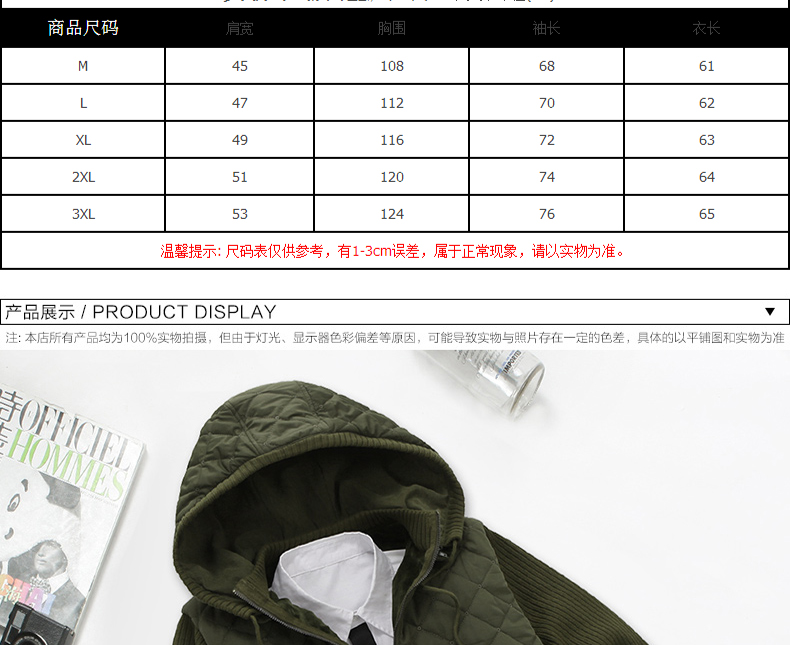 商品尺码 肩宽 胸围 袖长 衣长
M 45 108 68 61
L 47 112 70 62
XL 49 116 72 63
2XL 51 120 74 64
3XL 53 124 76 65
温馨提示: 尺码表仅供参考，有1-3cm误差，属于正常现象，请以实物为准。
产品展示 / PRODUCT DISPLAY ▼
注: 本店所有产品均为100%实物拍摄，但由于灯光、显示器色彩偏差等原因，可能导致实物与照片存在一定的色差，具体的以平铺图和实物为准
IMPORTED
OFFICIEL
HOMMES